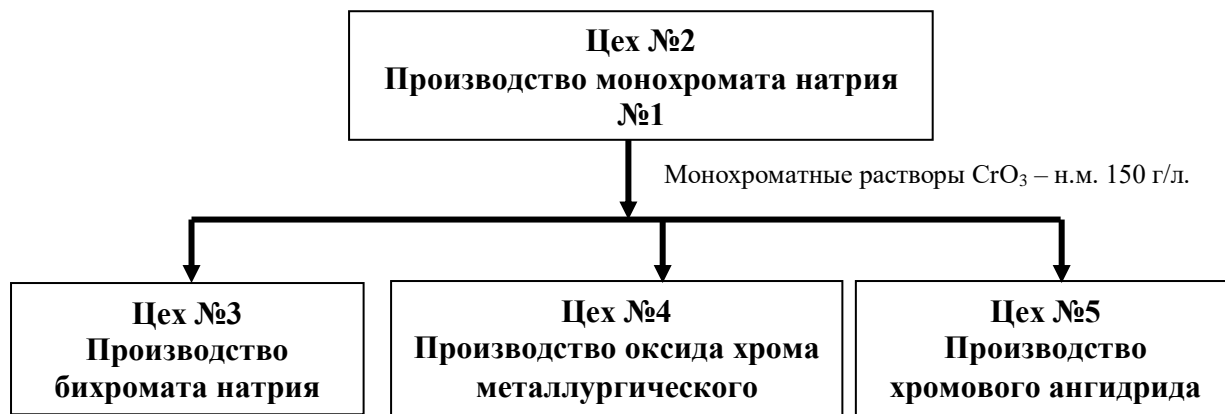 Цех №2
Производство монохромата натрия
№1
Монохроматные растворы CrO₃ – н.м. 150 г/л.
Цех №3
Производство
бихромата натрия
Цех №4
Производство оксида хрома
металлургического
Цех №5
Производство
хромового ангидрида